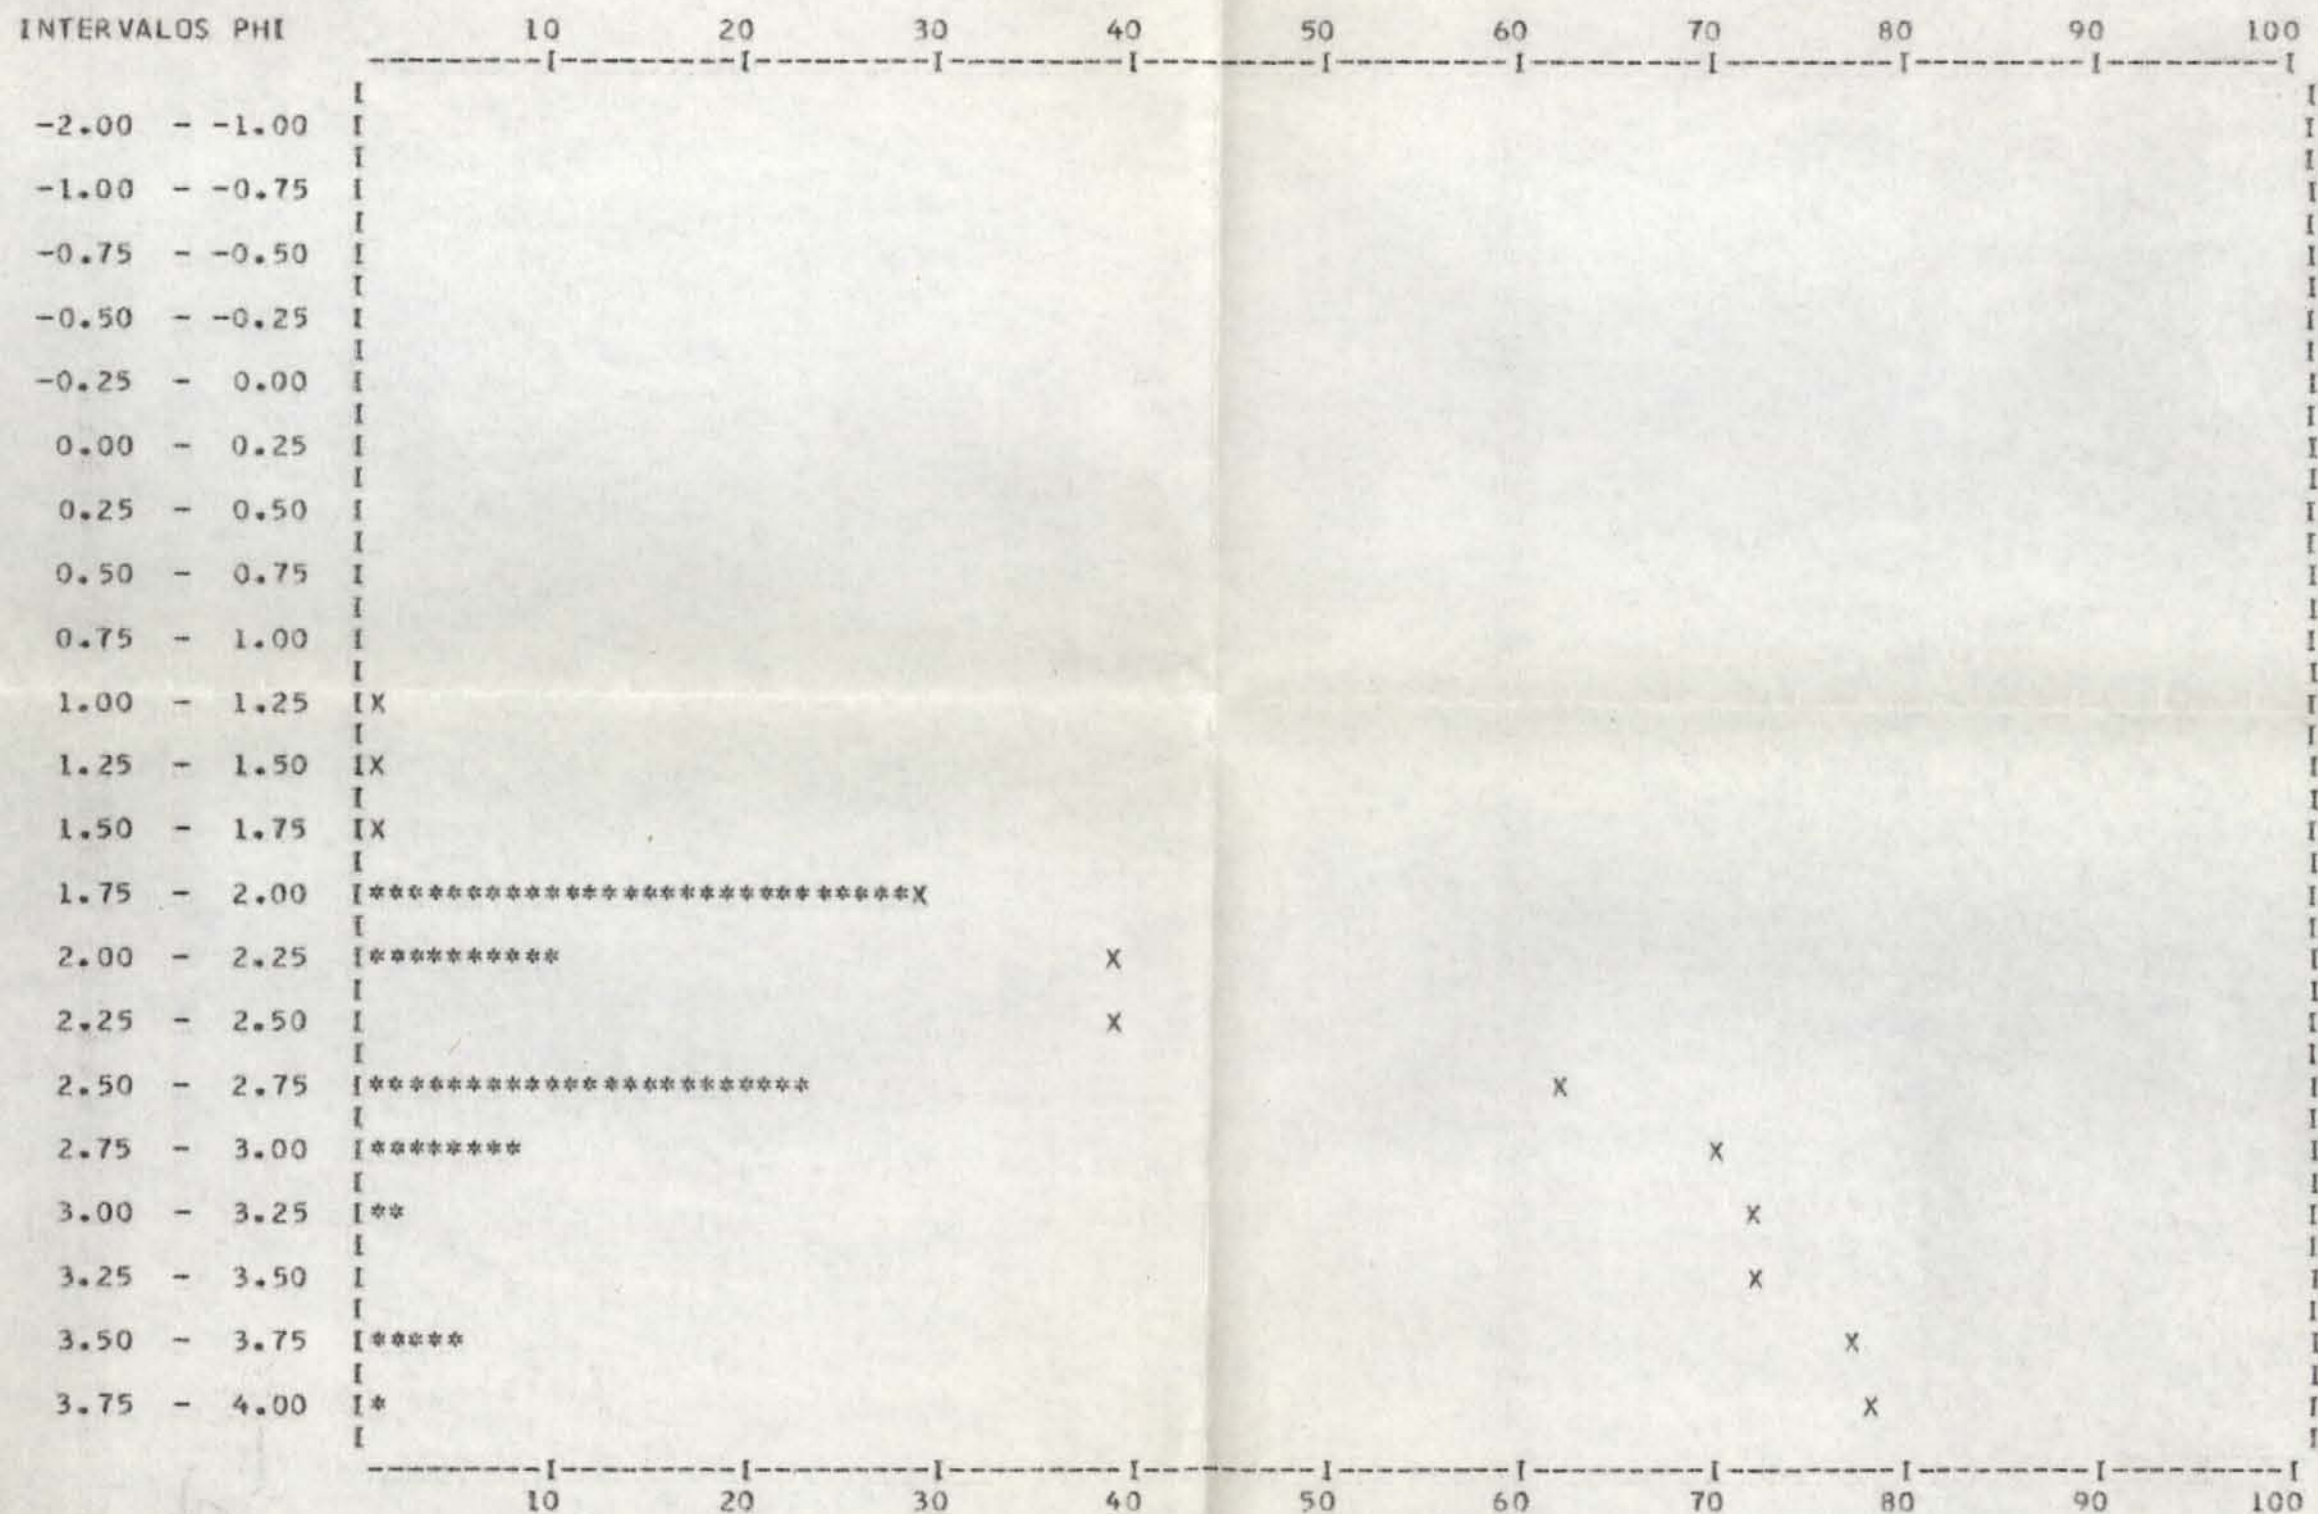 INTERVALOS PHI 10 20 30 40 50 60 70 80 90 100
---------I---------I---------I---------I---------I---------I---------I---------I---------I---------I
I I
-2.00 - -1.00 I I
I I
-1.00 - -0.75 I I
I I
-0.75 - -0.50 I I
I I
-0.50 - -0.25 I I
I I
-0.25 - 0.00 I I
I I
0.00 - 0.25 I I
I I
0.25 - 0.50 I I
I I
0.50 - 0.75 I I
I I
0.75 - 1.00 I I
I I
1.00 - 1.25 IX I
I I
1.25 - 1.50 IX I
I I
1.50 - 1.75 IX I
I I
1.75 - 2.00 I****************************X I
I I
2.00 - 2.25 I********** X I
I I
2.25 - 2.50 I X I
I I
2.50 - 2.75 I*********************** X I
I I
2.75 - 3.00 I******** X I
I I
3.00 - 3.25 I** X I
I I
3.25 - 3.50 I X I
I I
3.50 - 3.75 I***** X I
I I
3.75 - 4.00 I* X I
I I
---------I---------I---------I---------I---------I---------I---------I---------I---------I---------I
10 20 30 40 50 60 70 80 90 100